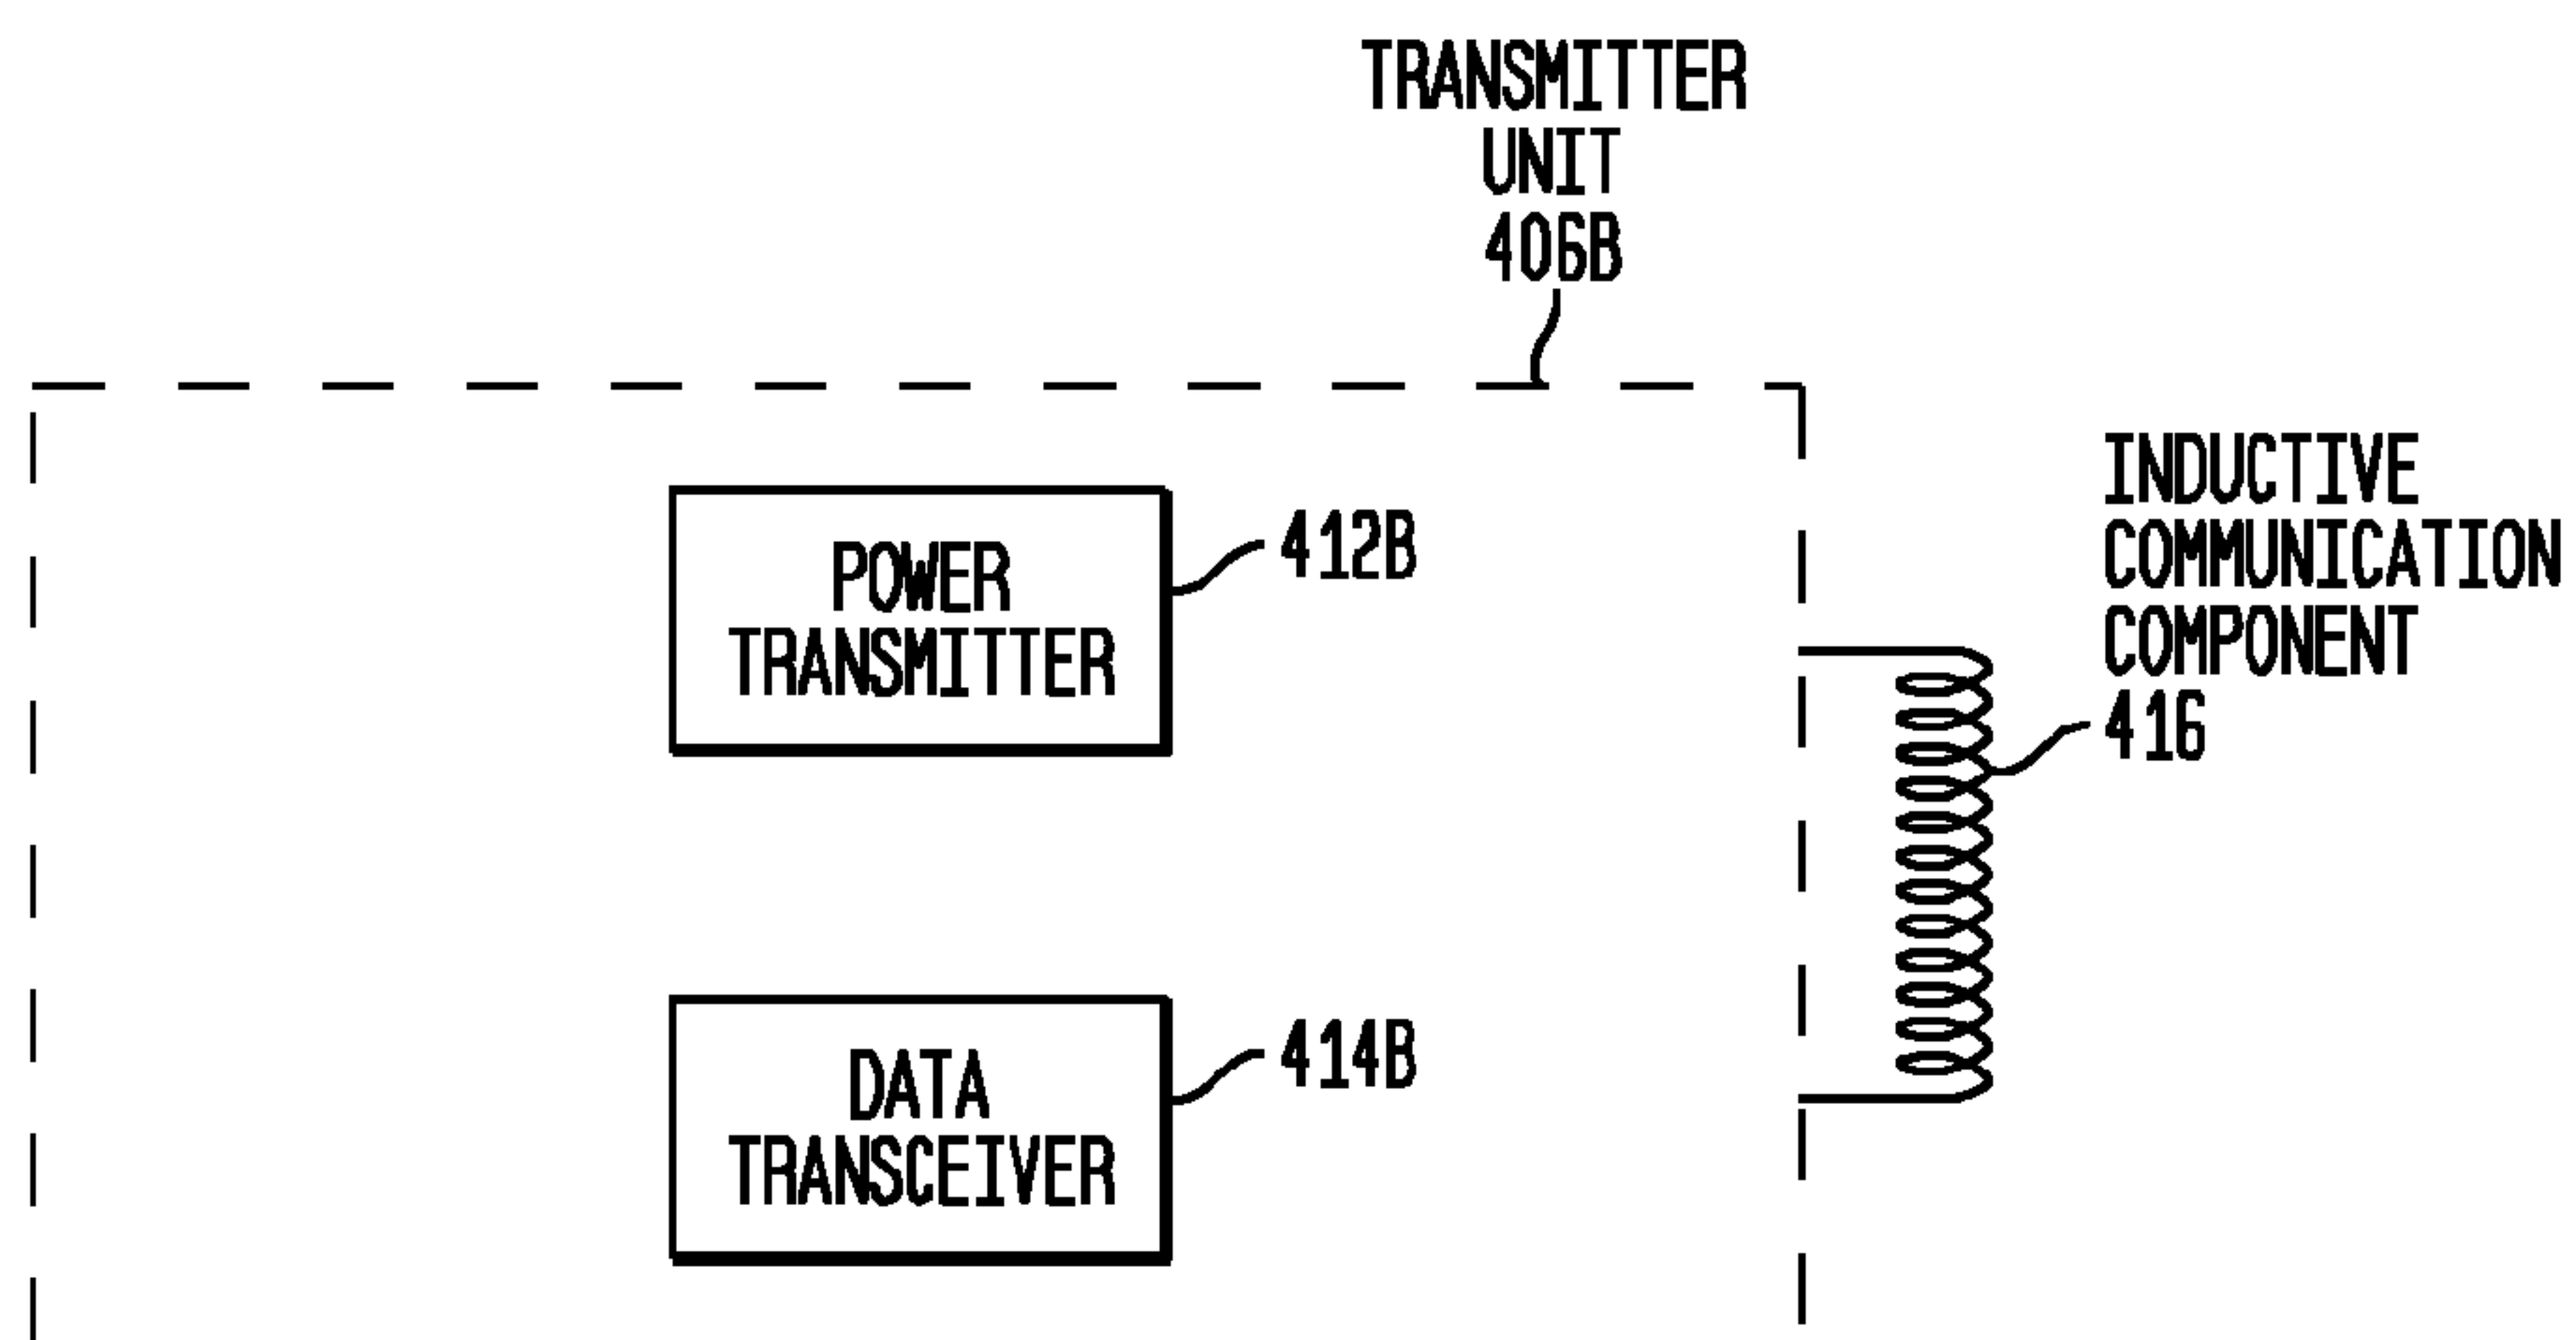 TRANSMITTER
UNIT
406B
INDUCTIVE
COMMUNICATION
COMPONENT
416
POWER
TRANSMITTER
412B
DATA
TRANSCEIVER
414B